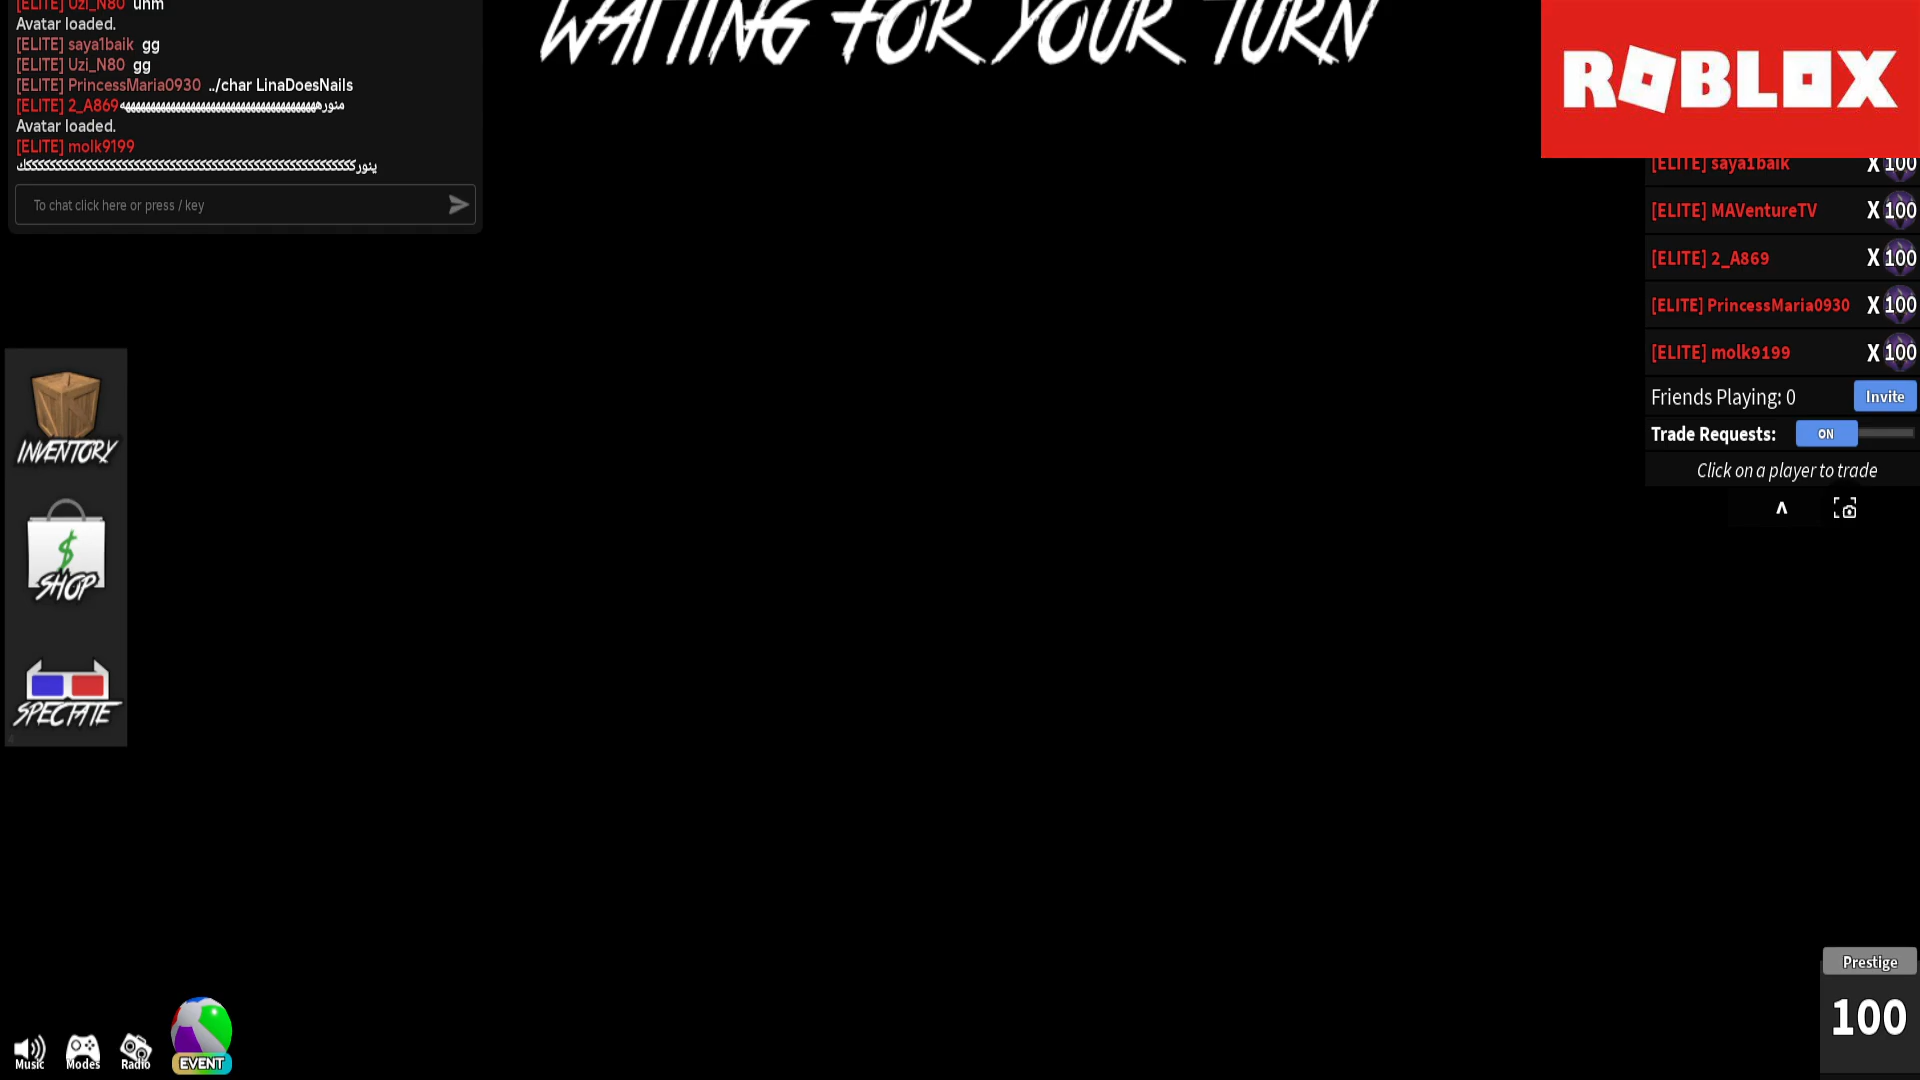 [ELITE] Uzi_N80 uhm
Avatar loaded.
[ELITE] saya1baik gg
[ELITE] Uzi_N80 gg
[ELITE] PrincessMaria0930 ../char LinaDoesNails
[ELITE] 2_A869
Avatar loaded.
[ELITE] molk9199
To chat click here or press / key
WAITING FOR YOUR TURN
ROBLOX
[ELITE] saya1baik X 100
[ELITE] MAVentureTV X 100
[ELITE] 2_A869 X 100
[ELITE] PrincessMaria0930 X 100
[ELITE] molk9199 X 100
Friends Playing: 0 Invite
Trade Requests: ON
Click on a player to trade
INVENTORY
$
SHOP
SPECTATE
Music Modes Radio EVENT
Prestige
100